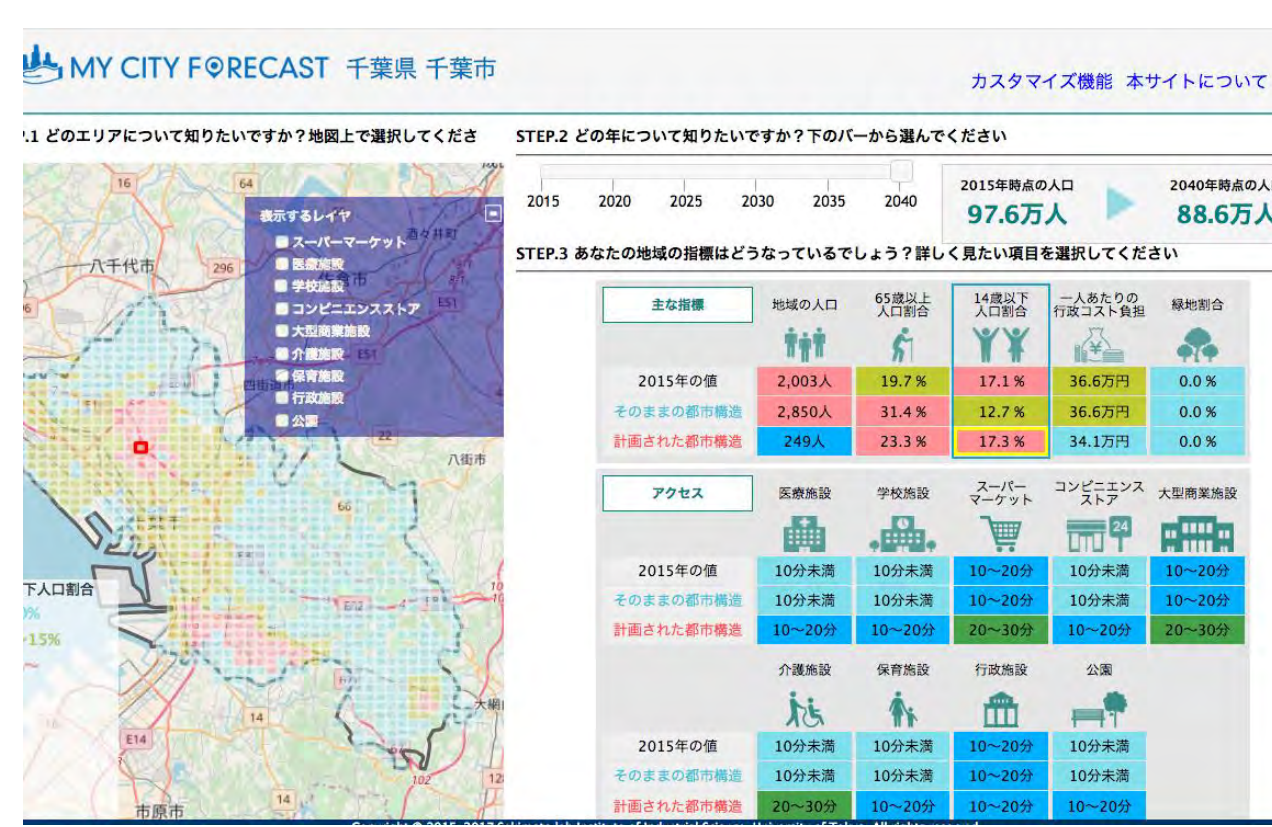 MY CITY FORECAST 千葉県 千葉市
カスタマイズ機能 本サイトについて
.1 どのエリアについて知りたいですか？地図上で選択してくださ
STEP.2 どの年について知りたいですか？下のバーから選んでください
2015 2020 2025 2030 2035 2040
2015年時点の人口
97.6万人
2040年時点の人
88.6万人
STEP.3 あなたの地域の指標はどうなっているでしょう？詳しく見たい項目を選択してください
16
64
表示するレイヤ
スーパーマーケット
医療施設
学校施設
コンビニエンスストア
大型商業施設
介護施設
保育施設
行政施設
公園
酒々井町
八千代市
296
E51
E51
四街道市
22
八街市
66
下人口割合
15%
14
E14
102
12
14
市原市
主な指標 地域の人口 65歳以上人口割合 14歳以下人口割合 一人あたりの行政コスト負担 緑地割合
2015年の値 2,003人 19.7 % 17.1 % 36.6万円 0.0 %
そのままの都市構造 2,850人 31.4 % 12.7 % 36.6万円 0.0 %
計画された都市構造 249人 23.3 % 17.3 % 34.1万円 0.0 %
アクセス 医療施設 学校施設 スーパーマーケット コンビニエンスストア 大型商業施設
24
2015年の値 10分未満 10分未満 10〜20分 10分未満 10〜20分
そのままの都市構造 10分未満 10分未満 10〜20分 10分未満 10〜20分
計画された都市構造 10〜20分 10〜20分 20〜30分 10〜20分 20〜30分
介護施設 保育施設 行政施設 公園
2015年の値 10分未満 10分未満 10〜20分 10分未満
そのままの都市構造 10分未満 10分未満 10〜20分 10分未満
計画された都市構造 20〜30分 10〜20分 10〜20分 10〜20分